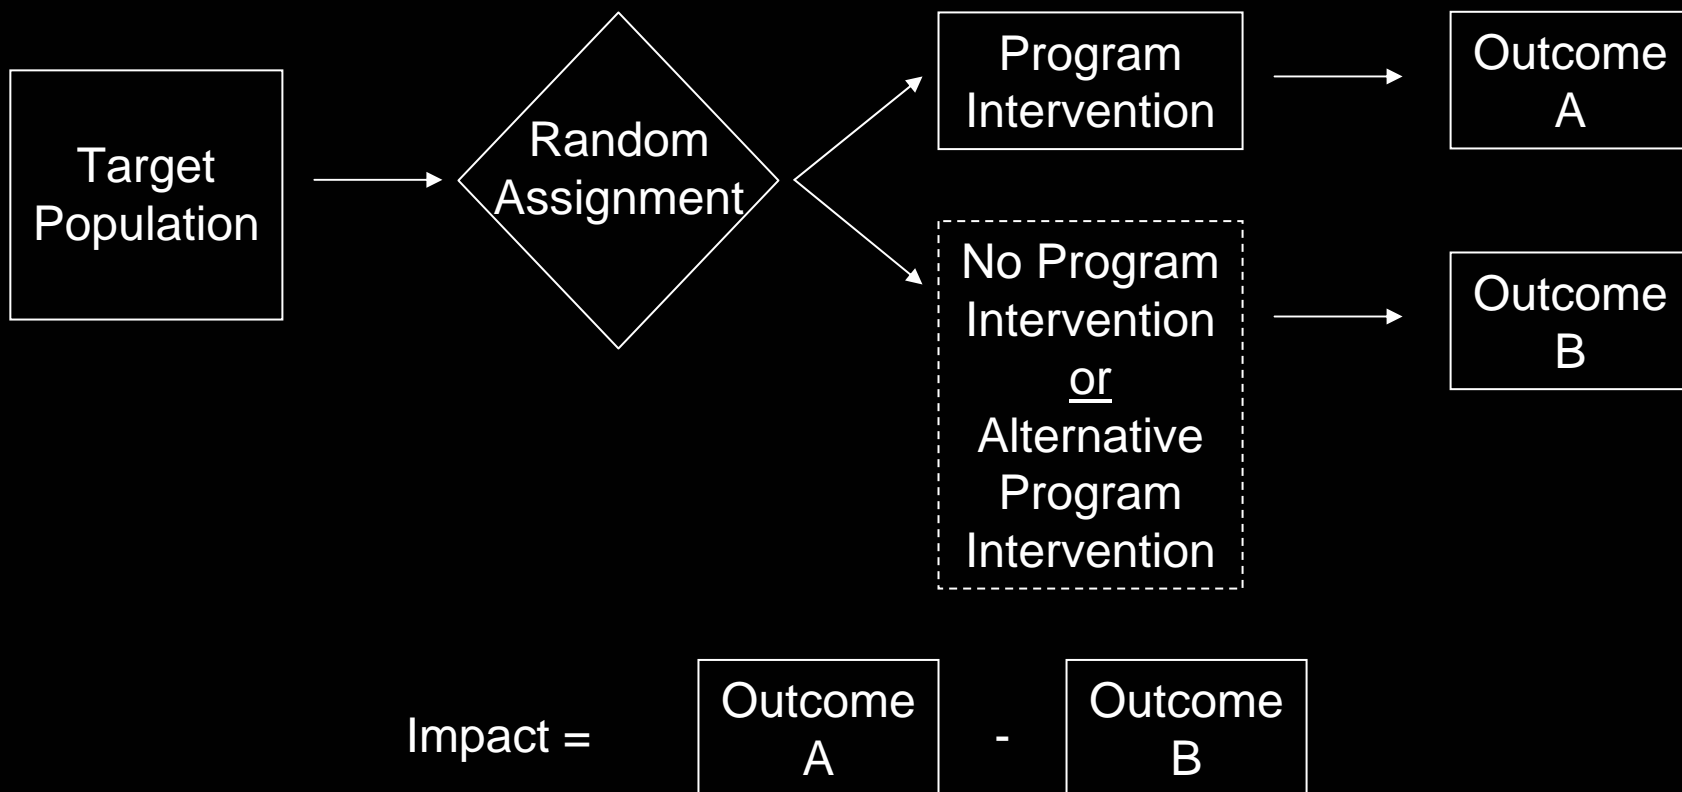 Target
Population
Random
Assignment
Program
Intervention
Outcome
A
No Program
Intervention
or
Alternative
Program
Intervention
Outcome
B
Impact =
Outcome
A
-
Outcome
B